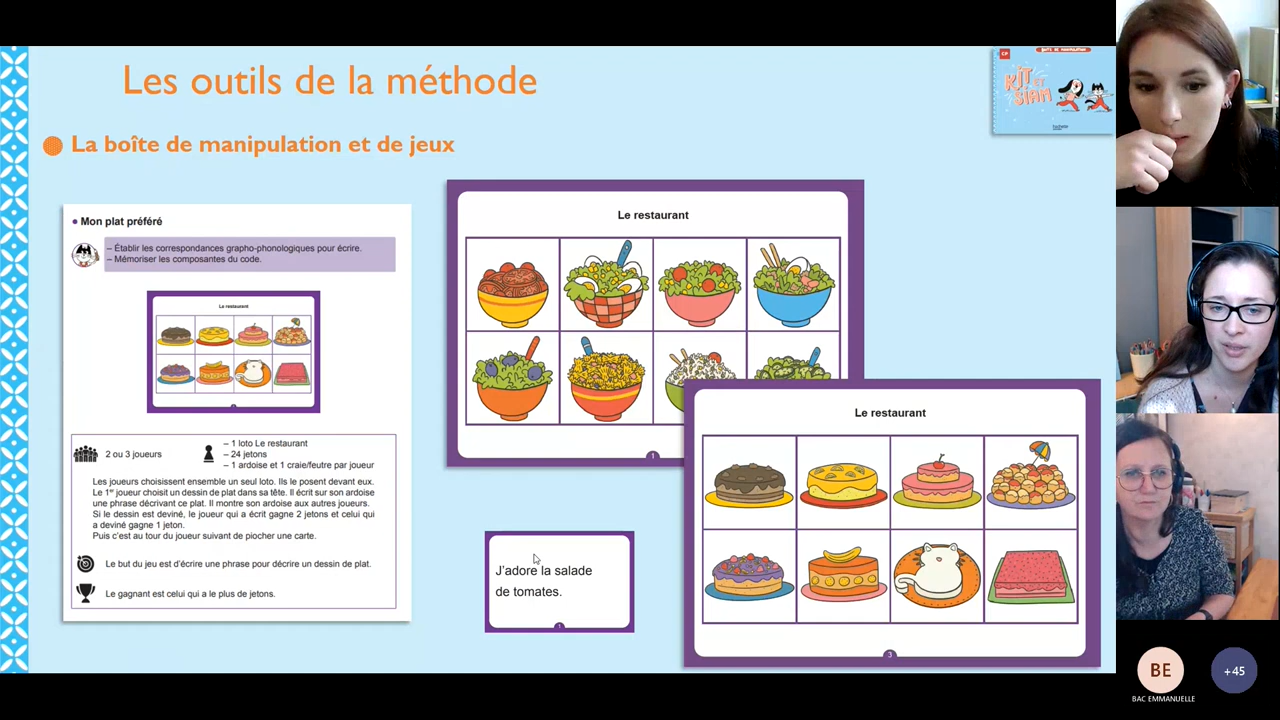 Les outils de la méthode
CP
BOÎTE DE MANIPULATION
KIT ET
SIAM
hachette
La boîte de manipulation et de jeux
• Mon plat préféré
– Établir les correspondances grapho-phonologiques pour écrire.
– Mémoriser les composantes du code.
Le restaurant
2 ou 3 joueurs
– 1 loto Le restaurant
– 24 jetons
– 1 ardoise et 1 craie/feutre par joueur
Les joueurs choisissent ensemble un seul loto. Ils le posent devant eux.
Le 1er joueur choisit un dessin de plat dans sa tête. Il écrit sur son ardoise
une phrase décrivant ce plat. Il montre son ardoise aux autres joueurs.
Si le dessin est deviné, le joueur qui a écrit gagne 2 jetons et celui qui
a deviné gagne 1 jeton.
Puis c'est au tour du joueur suivant de piocher une carte.
Le but du jeu est d'écrire une phrase pour décrire un dessin de plat.
Le gagnant est celui qui a le plus de jetons.
Le restaurant
1
J'adore la salade
de tomates.
1
Le restaurant
3
BE
+45
BAC EMMANUELLE